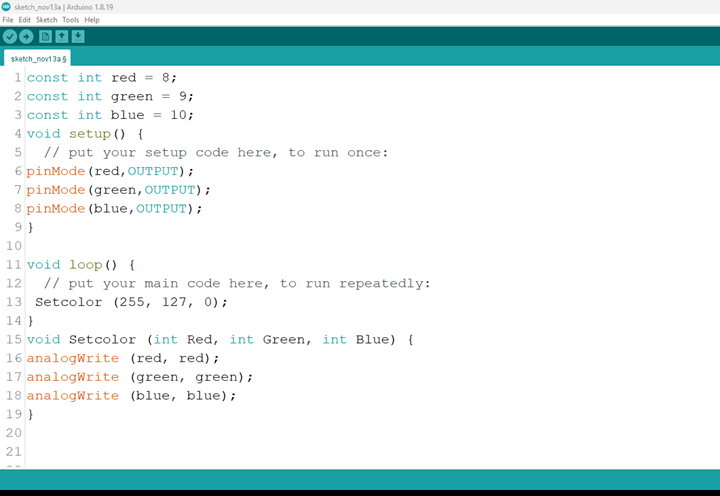 sketch_nov13a | Arduino 1.8.19
File Edit Sketch Tools Help
sketch_nov13a §
1 const int red = 8;
2 const int green = 9;
3 const int blue = 10;
4 void setup() {
5 // put your setup code here, to run once:
6 pinMode(red,OUTPUT);
7 pinMode(green,OUTPUT);
8 pinMode(blue,OUTPUT);
9 }
10
11 void loop() {
12 // put your main code here, to run repeatedly:
13 Setcolor (255, 127, 0);
14 }
15 void Setcolor (int Red, int Green, int Blue) {
16 analogWrite (red, red);
17 analogWrite (green, green);
18 analogWrite (blue, blue);
19 }
20
21